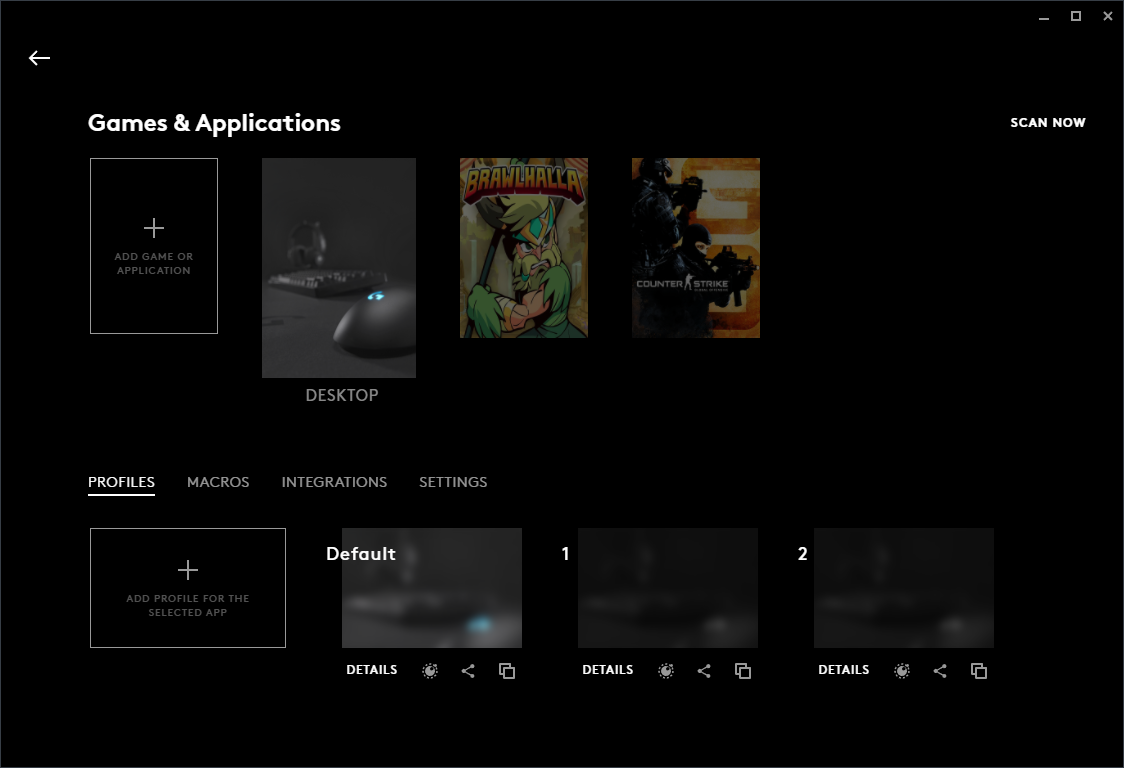 Games & Applications
SCAN NOW
ADD GAME OR
APPLICATION
BRAWLHALLA
COUNTER STRIKE
DESKTOP
PROFILES
MACROS
INTEGRATIONS
SETTINGS
ADD PROFILE FOR THE
SELECTED APP
Default
1
2
DETAILS
DETAILS
DETAILS